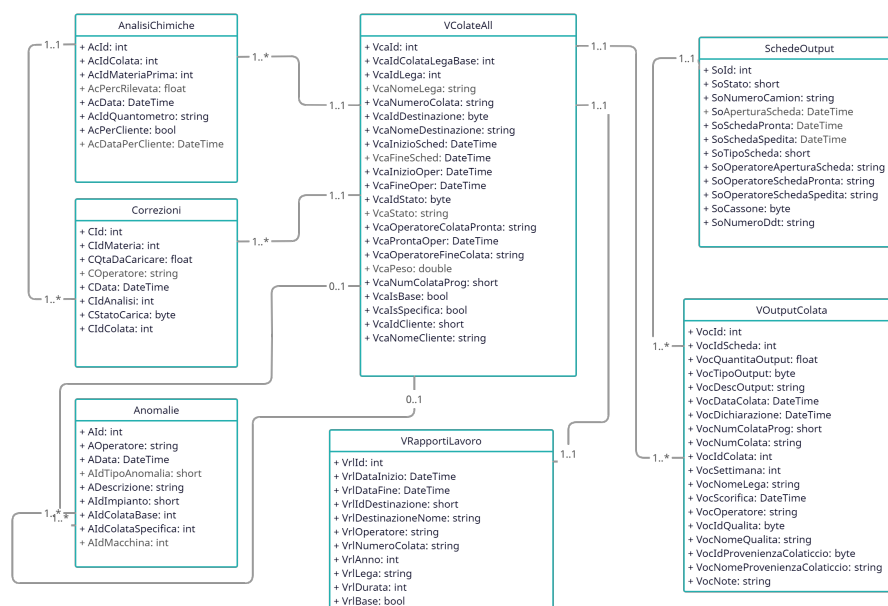 AnalisiChimiche
+ AcId: int
+ AcIdColata: int
+ AcIdMateriaPrima: int
+ AcPercRilevata: float
+ AcData: DateTime
+ AcIdQuantometro: string
+ AcPerCliente: bool
+ AcDataPerCliente: DateTime
1..1
1..*
1..*
1..1
Correzioni
+ CId: int
+ CIdMateria: int
+ CQtaDaCaricare: float
+ COperatore: string
+ CData: DateTime
+ CIdAnalisi: int
+ CStatoCarica: byte
+ CIdColata: int
1..*
1..1
Anomalie
+ AId: int
+ AOperatore: string
+ AData: DateTime
+ AIdTipoAnomalia: short
+ ADescrizione: string
+ AIdImpianto: short
+ AIdColataBase: int
+ AIdColataSpecifica: int
+ AIdMacchina: int
1..*
1..*
0..1
0..1
VColateAll
+ VcaId: int
+ VcaIdColataLegaBase: int
+ VcaIdLega: int
+ VcaNomeLega: string
+ VcaNumeroColata: string
+ VcaIdDestinazione: byte
+ VcaNomeDestinazione: string
+ VcaInizioSched: DateTime
+ VcaFineSched: DateTime
+ VcaInizioOper: DateTime
+ VcaFineOper: DateTime
+ VcaIdStato: byte
+ VcaStato: string
+ VcaOperatoreColataPronta: string
+ VcaProntaOper: DateTime
+ VcaOperatoreFineColata: string
+ VcaPeso: double
+ VcaNumColataProg: short
+ VcaIsBase: bool
+ VcaIsSpecifica: bool
+ VcaIdCliente: short
+ VcaNomeCliente: string
1..1
1..1
VRapportiLavoro
+ VrlId: int
+ VrlDataInizio: DateTime
+ VrlDataFine: DateTime
+ VrlIdDestinazione: short
+ VrlDestinazioneNome: string
+ VrlOperatore: string
+ VrlNumeroColata: string
+ VrlAnno: int
+ VrlLega: string
+ VrlDurata: int
+ VrlBase: bool
1..1
SchedeOutput
+ SoId: int
+ SoStato: short
+ SoNumeroCamion: string
+ SoAperturaScheda: DateTime
+ SoSchedaPronta: DateTime
+ SoSchedaSpedita: DateTime
+ SoTipoScheda: short
+ SoOperatoreAperturaScheda: string
+ SoOperatoreSchedaPronta: string
+ SoOperatoreSchedaSpedita: string
+ SoCassone: byte
+ SoNumeroDdt: string
1..1
1..*
1..*
VOutputColata
+ VocId: int
+ VocIdScheda: int
+ VocQuantitaOutput: float
+ VocTipoOutput: byte
+ VocDescOutput: string
+ VocDataColata: DateTime
+ VocDichiarazione: DateTime
+ VocNumColataProg: short
+ VocNumColata: string
+ VocIdColata: int
+ VocSettimana: int
+ VocNomeLega: string
+ VocScorifica: DateTime
+ VocOperatore: string
+ VocIdQualita: byte
+ VocNomeQualita: string
+ VocIdProvenienzaColaticcio: byte
+ VocNomeProvenienzaColaticcio: string
+ VocNote: string